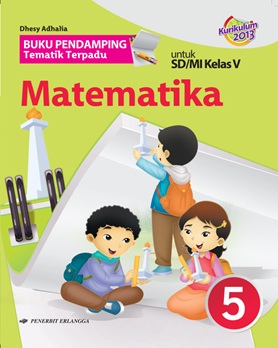 Dhesy Adhalia
BUKU PENDAMPING
Tematik Terpadu
untuk
SD/MI Kelas V
Kurikulum
2013
Matematika
5
PENERBIT ERLANGGA